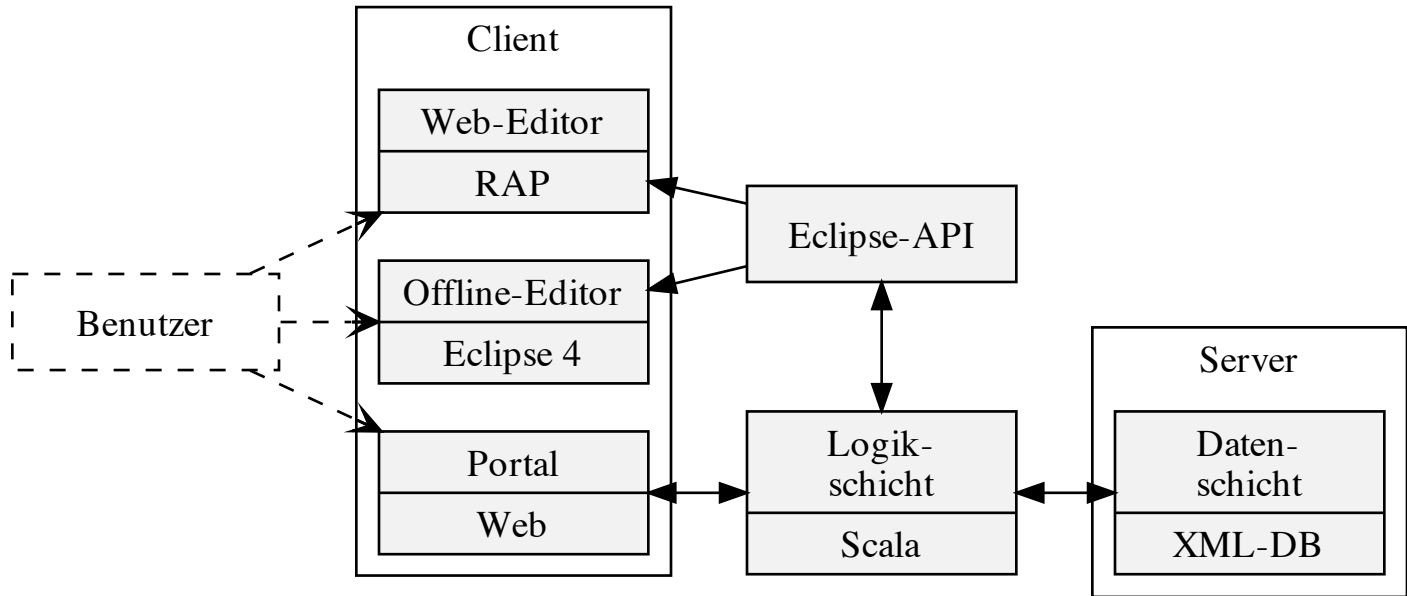 Client
Web-Editor
RAP
Eclipse-API
Offline-Editor
Eclipse 4
Benutzer
Server
Portal
Web
Logik-
schicht
Scala
Daten-
schicht
XML-DB